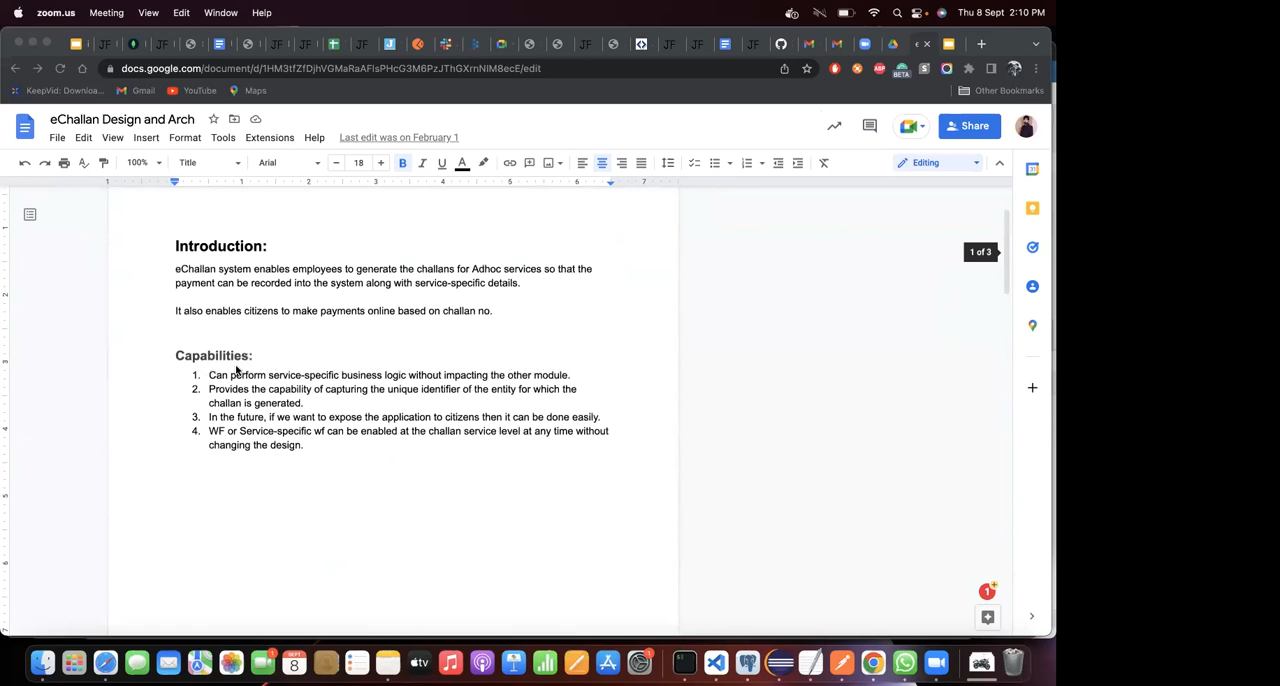 zoom.us Meeting View Edit Window Help Thu 8 Sept 2:10 PM
docs.google.com/document/d/1HM3tfZfDjhVGMaRaAFlsPHcG3M6PzJThGXrnNIM8ecE/edit
KeepVid: Downloa... Gmail YouTube Maps Other Bookmarks
eChallan Design and Arch
File Edit View Insert Format Tools Extensions Help Last edit was on February 1
Share
100% Title Arial 18 Editing
Introduction:
1 of 3
eChallan system enables employees to generate the challans for Adhoc services so that the
payment can be recorded into the system along with service-specific details.
It also enables citizens to make payments online based on challan no.
Capabilities:
1. Can perform service-specific business logic without impacting the other module.
2. Provides the capability of capturing the unique identifier of the entity for which the
challan is generated.
3. In the future, if we want to expose the application to citizens then it can be done easily.
4. WF or Service-specific wf can be enabled at the challan service level at any time without
changing the design.